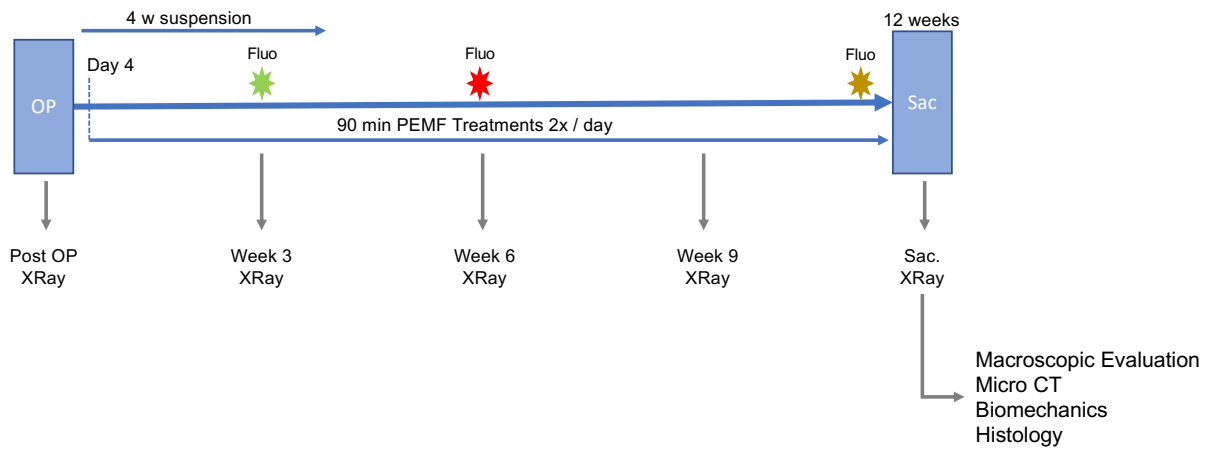 4 w suspension
12 weeks
Day 4
Fluo
Fluo
Fluo
OP
Sac
90 min PEMF Treatments 2x / day
Post OP
XRay
Week 3
XRay
Week 6
XRay
Week 9
XRay
Sac.
XRay
Macroscopic Evaluation
Micro CT
Biomechanics
Histology